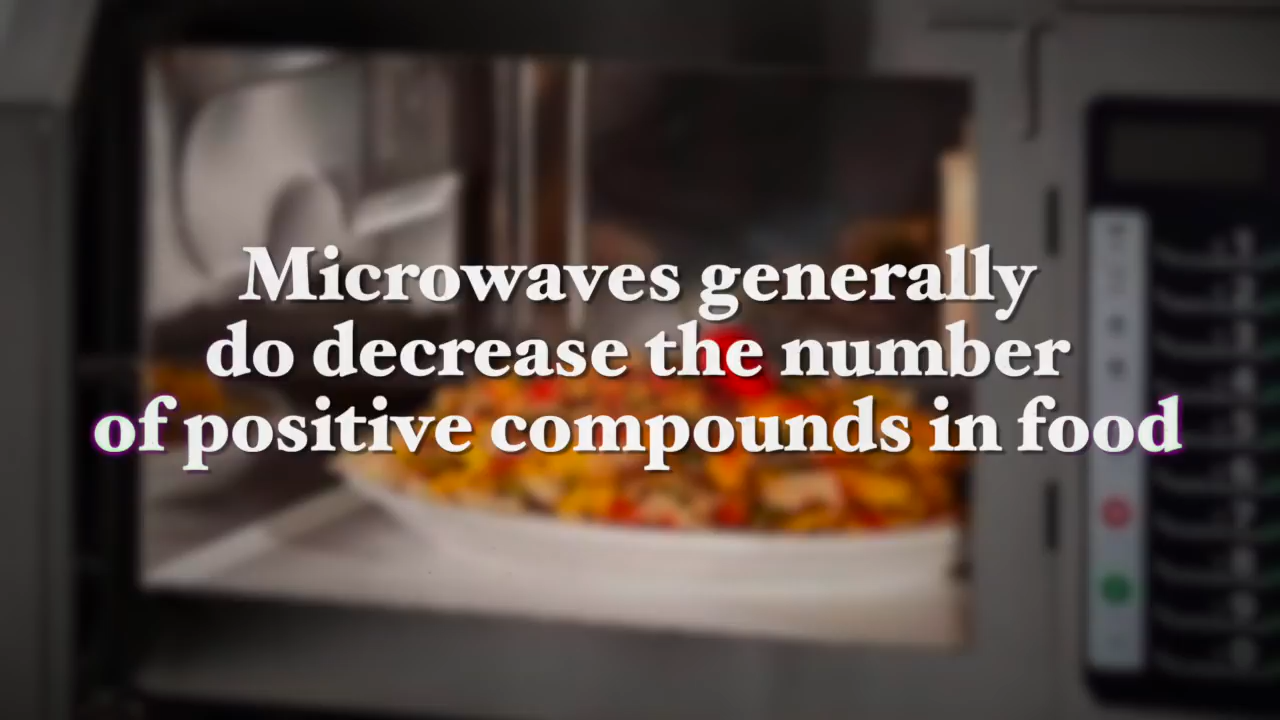 Microwaves generally
do decrease the number
of positive compounds in food